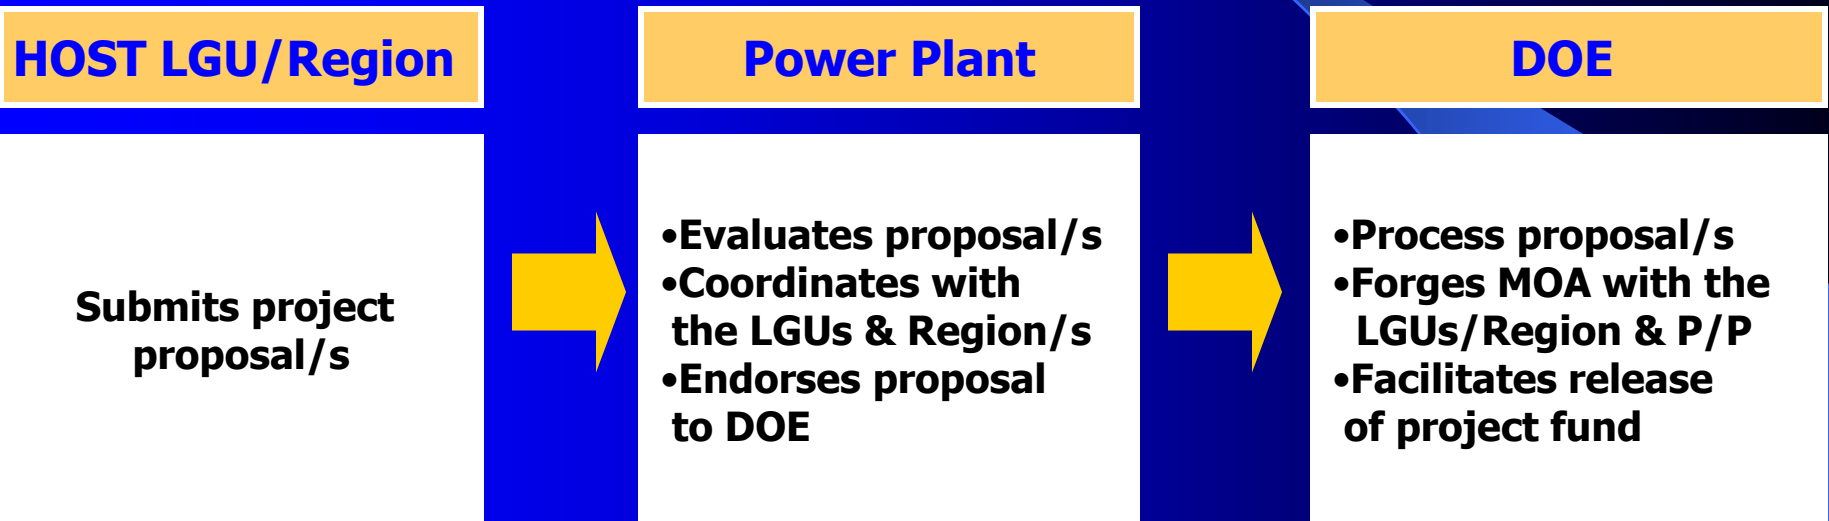 HOST LGU/Region
Submits project
proposal/s
Power Plant
•Evaluates proposal/s
•Coordinates with
the LGUs & Region/s
•Endorses proposal
to DOE
DOE
•Process proposal/s
•Forges MOA with the
LGUs/Region & P/P
•Facilitates release
of project fund